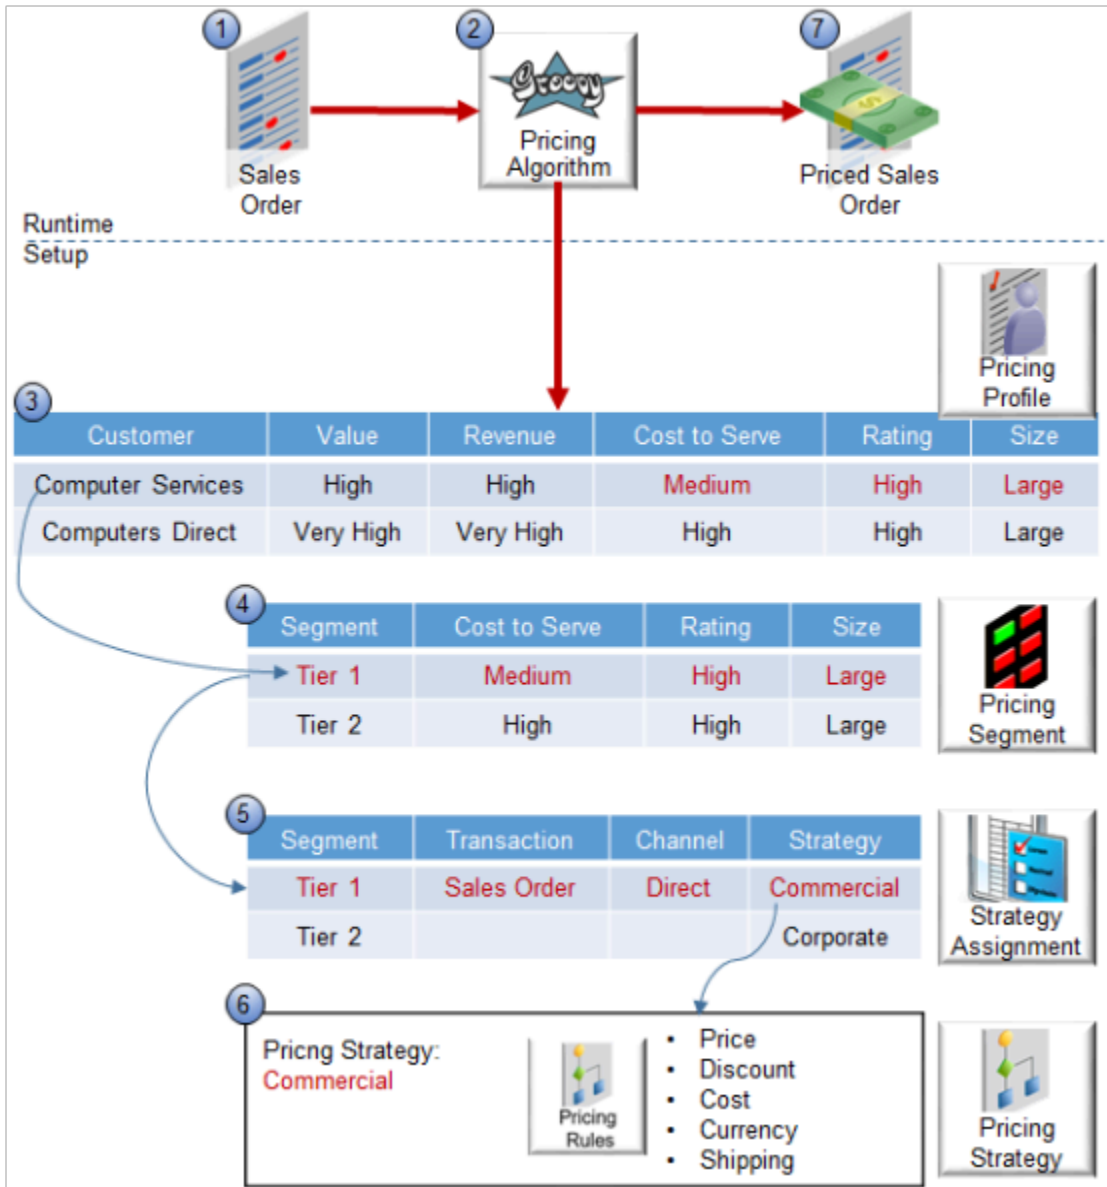 1
2
7
Groovy
Sales
Order
Pricing
Algorithm
Priced Sales
Order
Runtime
Setup
Pricing
Profile
3
Customer Value Revenue Cost to Serve Rating Size
Computer Services High High Medium High Large
Computers Direct Very High Very High High High Large
4
Segment Cost to Serve Rating Size
Tier 1 Medium High Large
Tier 2 High High Large
Pricing
Segment
5
Segment Transaction Channel Strategy
Tier 1 Sales Order Direct Commercial
Tier 2 Corporate
Strategy
Assignment
6
Pricng Strategy:
Commercial
Pricing
Rules
• Price
• Discount
• Cost
• Currency
• Shipping
Pricing
Strategy